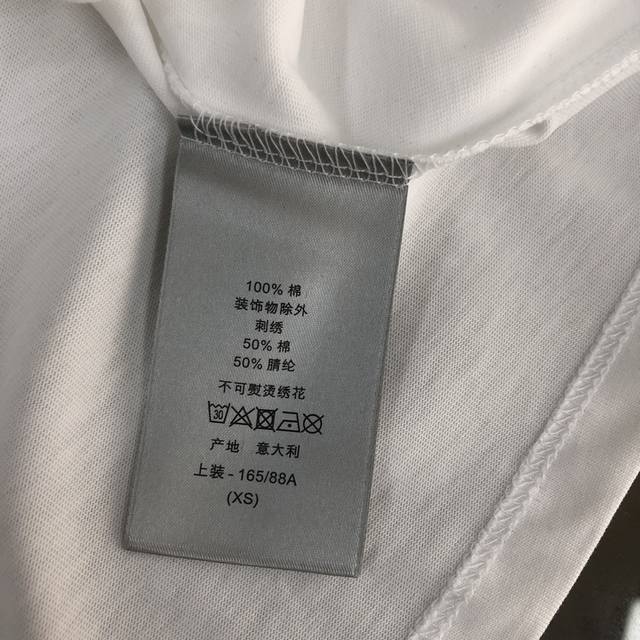 100% 棉
装饰物除外
刺绣
50% 棉
50% 腈纶
不可熨烫绣花
30
产地 意大利
上装 - 165/88A
(XS)